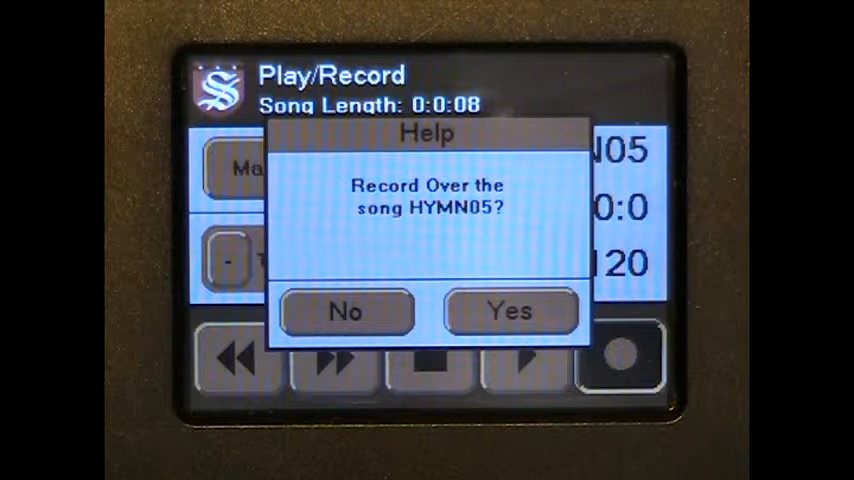 S
Play/Record
Song Length: 0:0:08
Help
Ma
N05
Record Over the
song HYMN05?
0:0
-
120
No
Yes